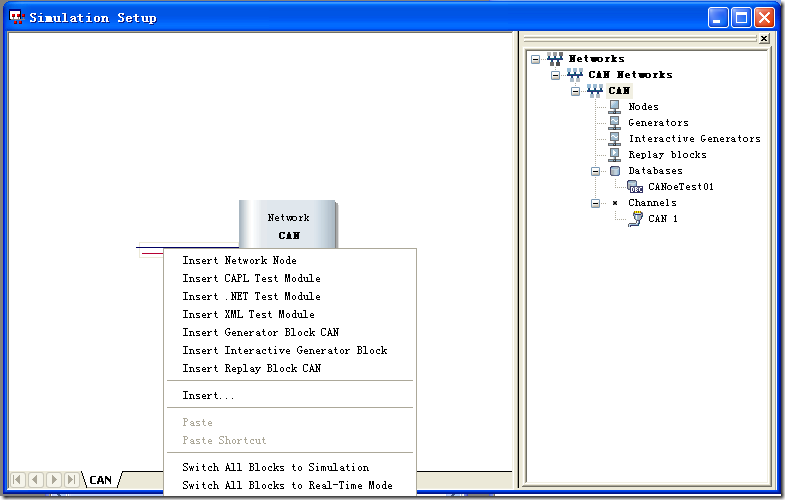 Simulation Setup
Network
CAN
Insert Network Node
Insert CAPL Test Module
Insert .NET Test Module
Insert XML Test Module
Insert Generator Block CAN
Insert Interactive Generator Block
Insert Replay Block CAN
Insert...
Paste
Paste Shortcut
Switch All Blocks to Simulation
Switch All Blocks to Real-Time Mode
CAN
Networks
CAN Networks
CAN
Nodes
Generators
Interactive Generators
Replay blocks
Databases
DBC CANoeTest01
Channels
CAN 1